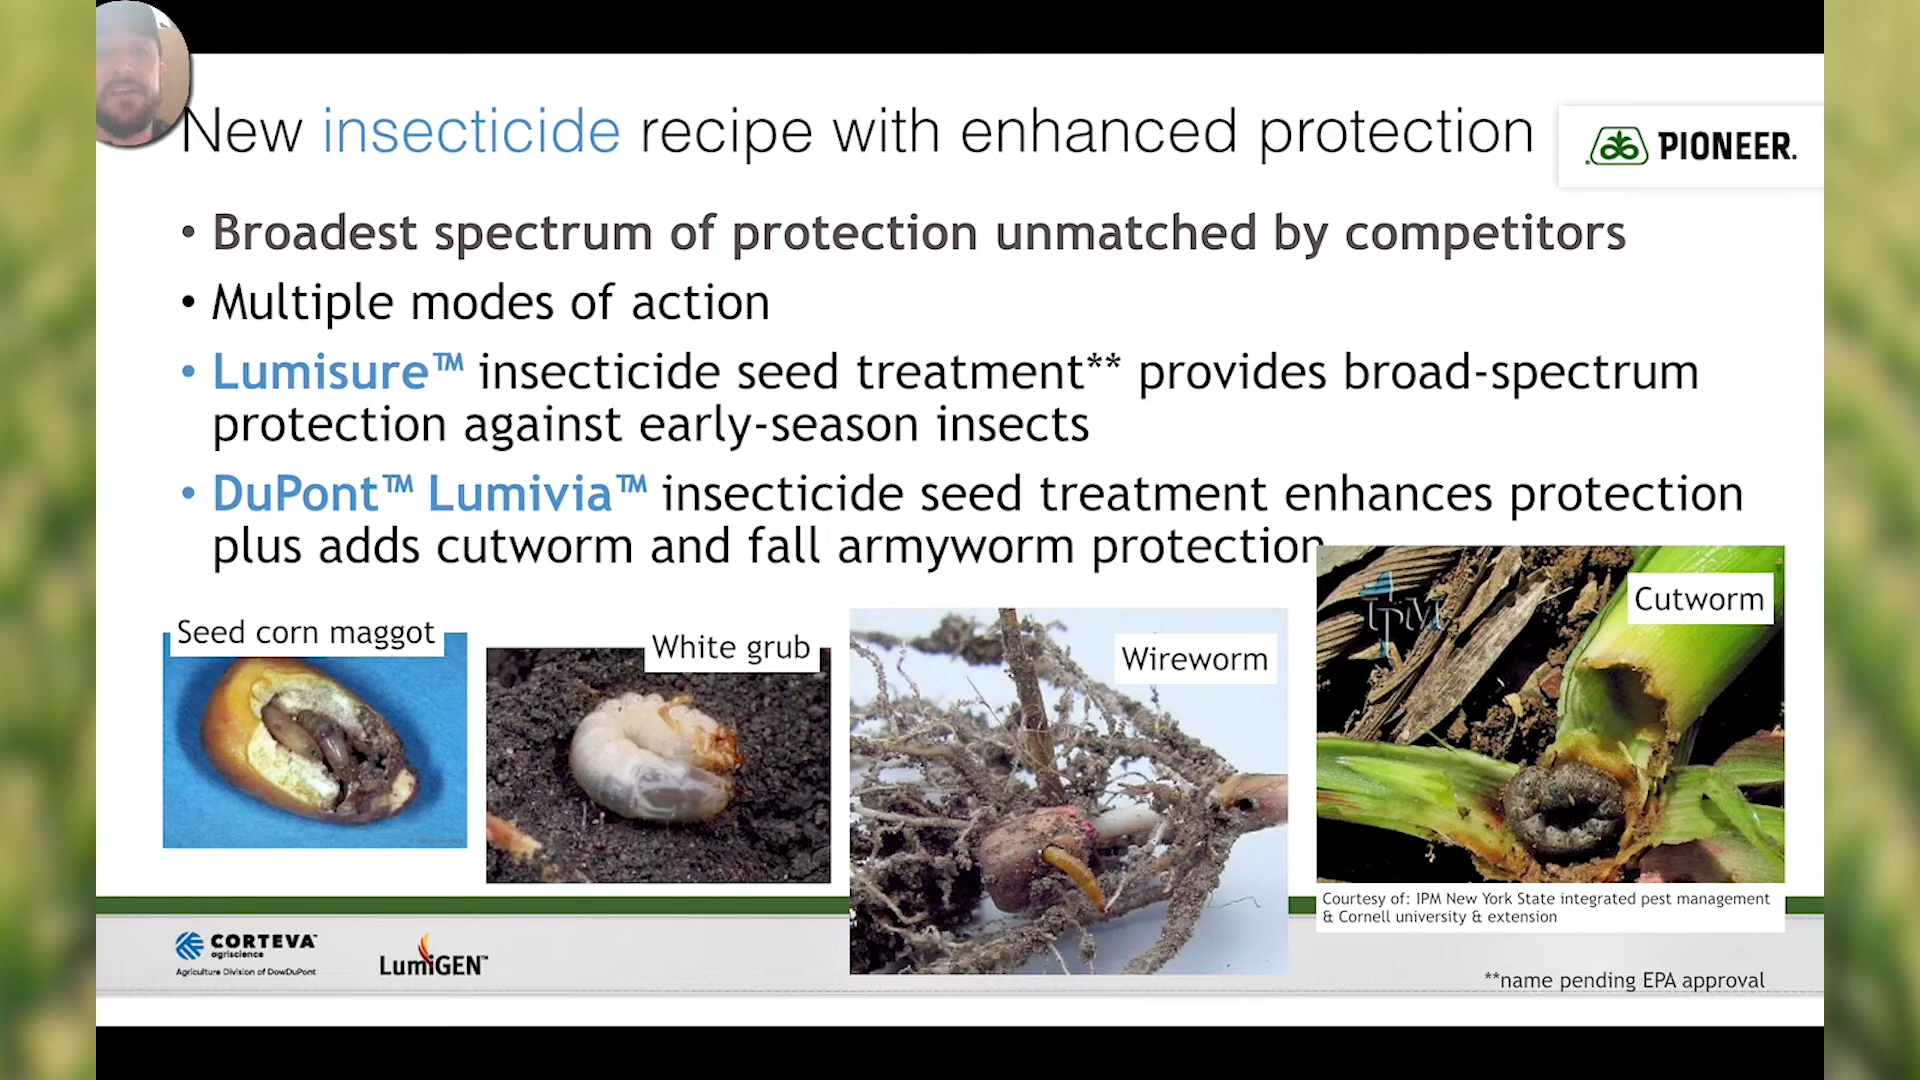 New insecticide recipe with enhanced protection
PIONEER.
• Broadest spectrum of protection unmatched by competitors
• Multiple modes of action
• Lumisure™ insecticide seed treatment** provides broad-spectrum
protection against early-season insects
• DuPont™ Lumivia™ insecticide seed treatment enhances protection
plus adds cutworm and fall armyworm protection
Seed corn maggot
White grub
Wireworm
IPM
Cutworm
Courtesy of: IPM New York State integrated pest management
& Cornell university & extension
CORTEVA™
agriscience
Agriculture Division of DowDuPont
LumiGEN™
**name pending EPA approval